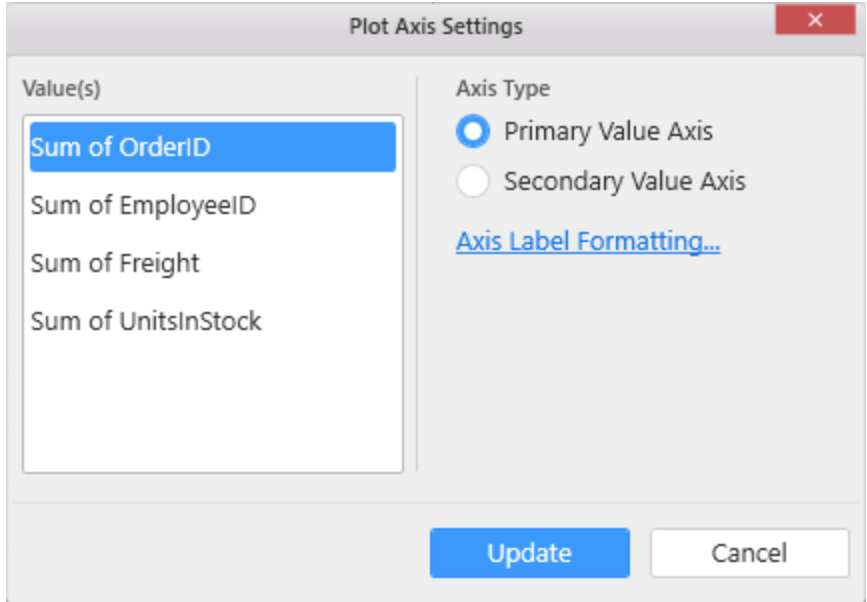 Plot Axis Settings
Value(s)
Sum of OrderID
Sum of EmployeeID
Sum of Freight
Sum of UnitsInStock
Axis Type
Primary Value Axis
Secondary Value Axis
Axis Label Formatting...
Update
Cancel